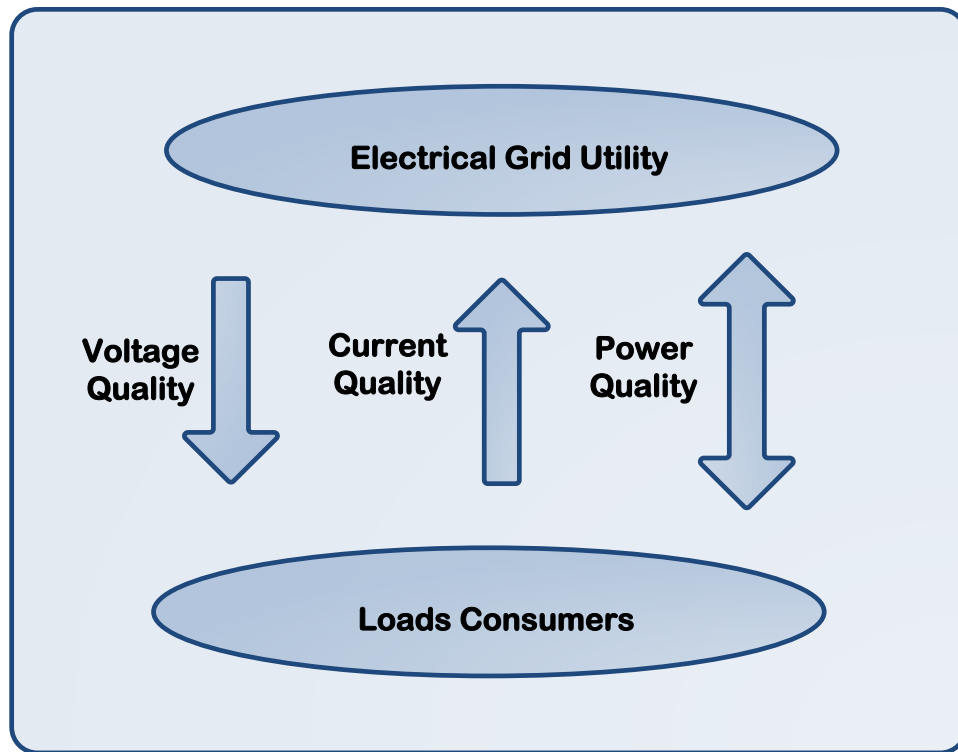 Electrical Grid Utility
Voltage
Quality
Current
Quality
Power
Quality
Loads Consumers